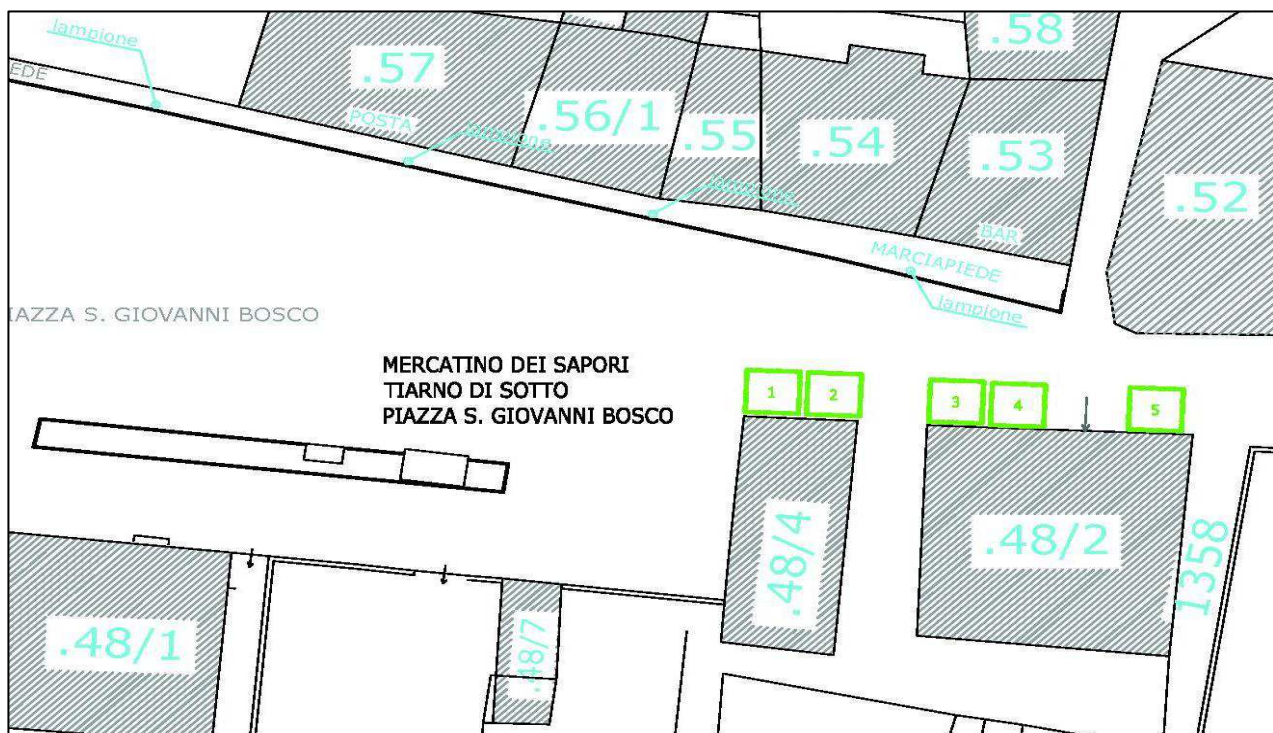 lampione
.58
.57
EDE
POSTA
lampione
.56/1
.55
.54
.53
.52
lampione
BAR
MARCIAPIEDE
lampione
IAZZA S. GIOVANNI BOSCO
MERCATINO DEI SAPORI
TIARNO DI SOTTO
PIAZZA S. GIOVANNI BOSCO
1
2
3
4
5
.48/4
.48/2
1358
.48/1
.48/7